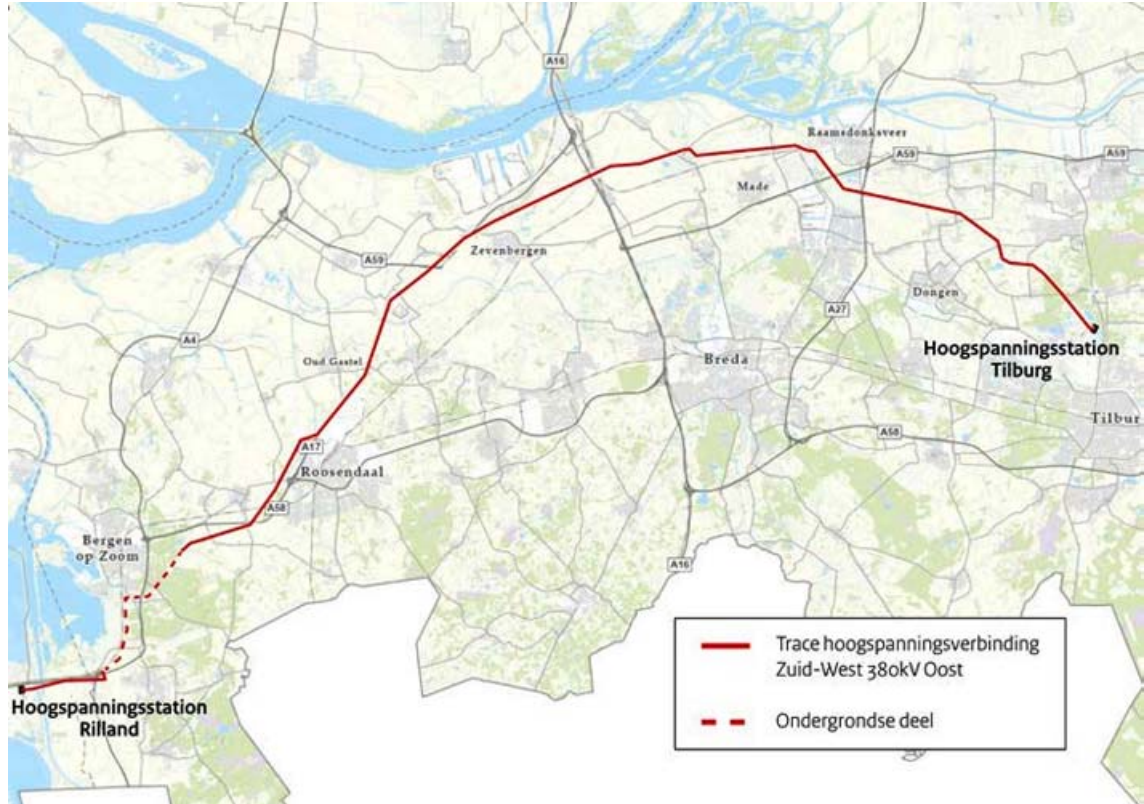 A16
Raamsdonksveer
A59
A59
Made
Zevenbergen
A59
Dongen
A27
A4
Oud Gastel
Breda
Hoogspanningsstation
Tilburg
Tilbur
A58
A17
Roosendaal
A58
Bergen
op Zoom
A16
Hoogspanningsstation
Rilland
Trace hoogspanningsverbinding
Zuid-West 380kV Oost
Ondergrondse deel